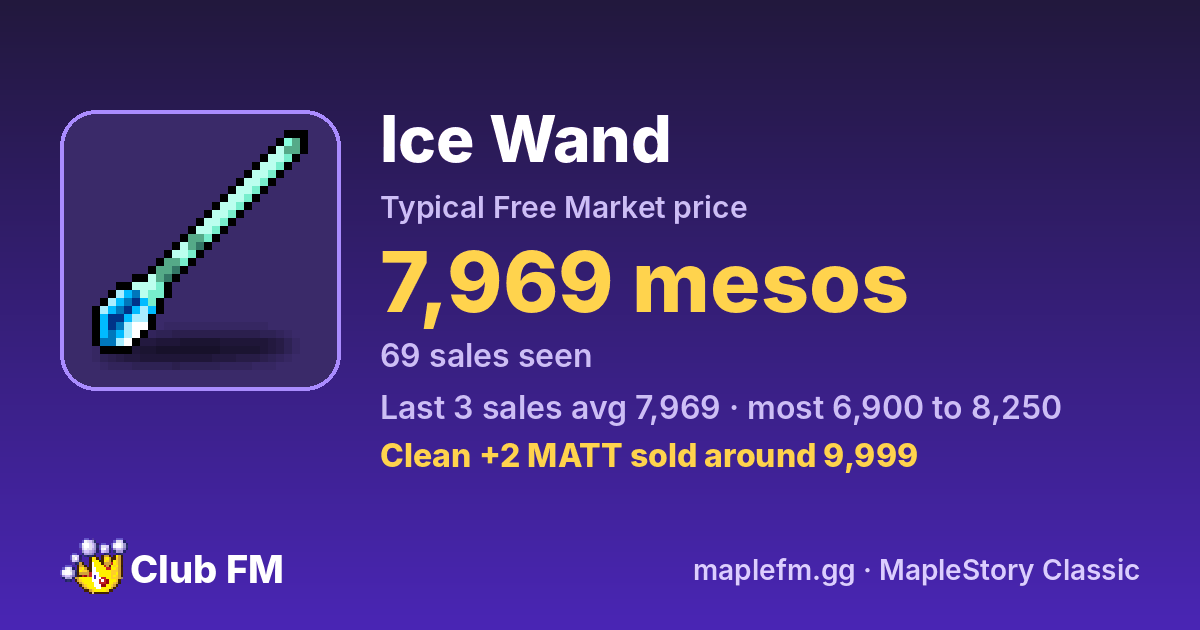 Ice Wand
Typical Free Market price
7,969 mesos
69 sales seen
Last 3 sales avg 7,969 · most 6,900 to 8,250
Clean +2 MATT sold around 9,999
Club FM
maplefm.gg · MapleStory Classic